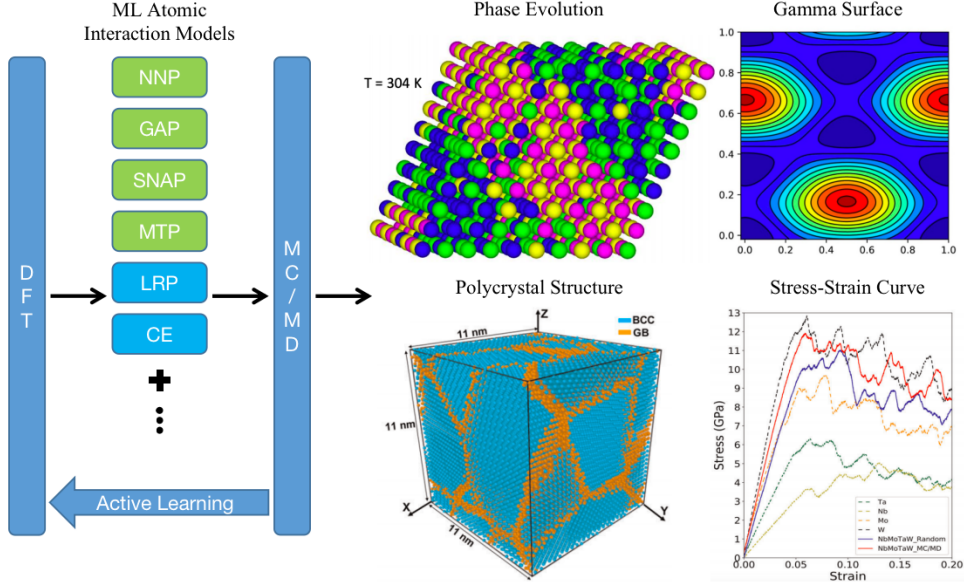 ML Atomic
Interaction Models
NNP
GAP
SNAP
MTP
LRP
CE
DFT
MC/MD
Active Learning
Phase Evolution
T = 304 K
Gamma Surface
1.0
0.8
0.6
0.4
0.2
0.0
0.0 0.2 0.4 0.6 0.8 1.0
Polycrystal Structure
Z
BCC
GB
11 nm
11 nm
11 nm
X
Y
Stress-Strain Curve
Stress (GPa)
13
12
11
10
9
8
7
6
5
4
3
2
1
0
Ta
Nb
Mo
W
NbMoTaW_Random
NbMoTaW_MC/MD
0.00 0.05 0.10 0.15 0.20
Strain